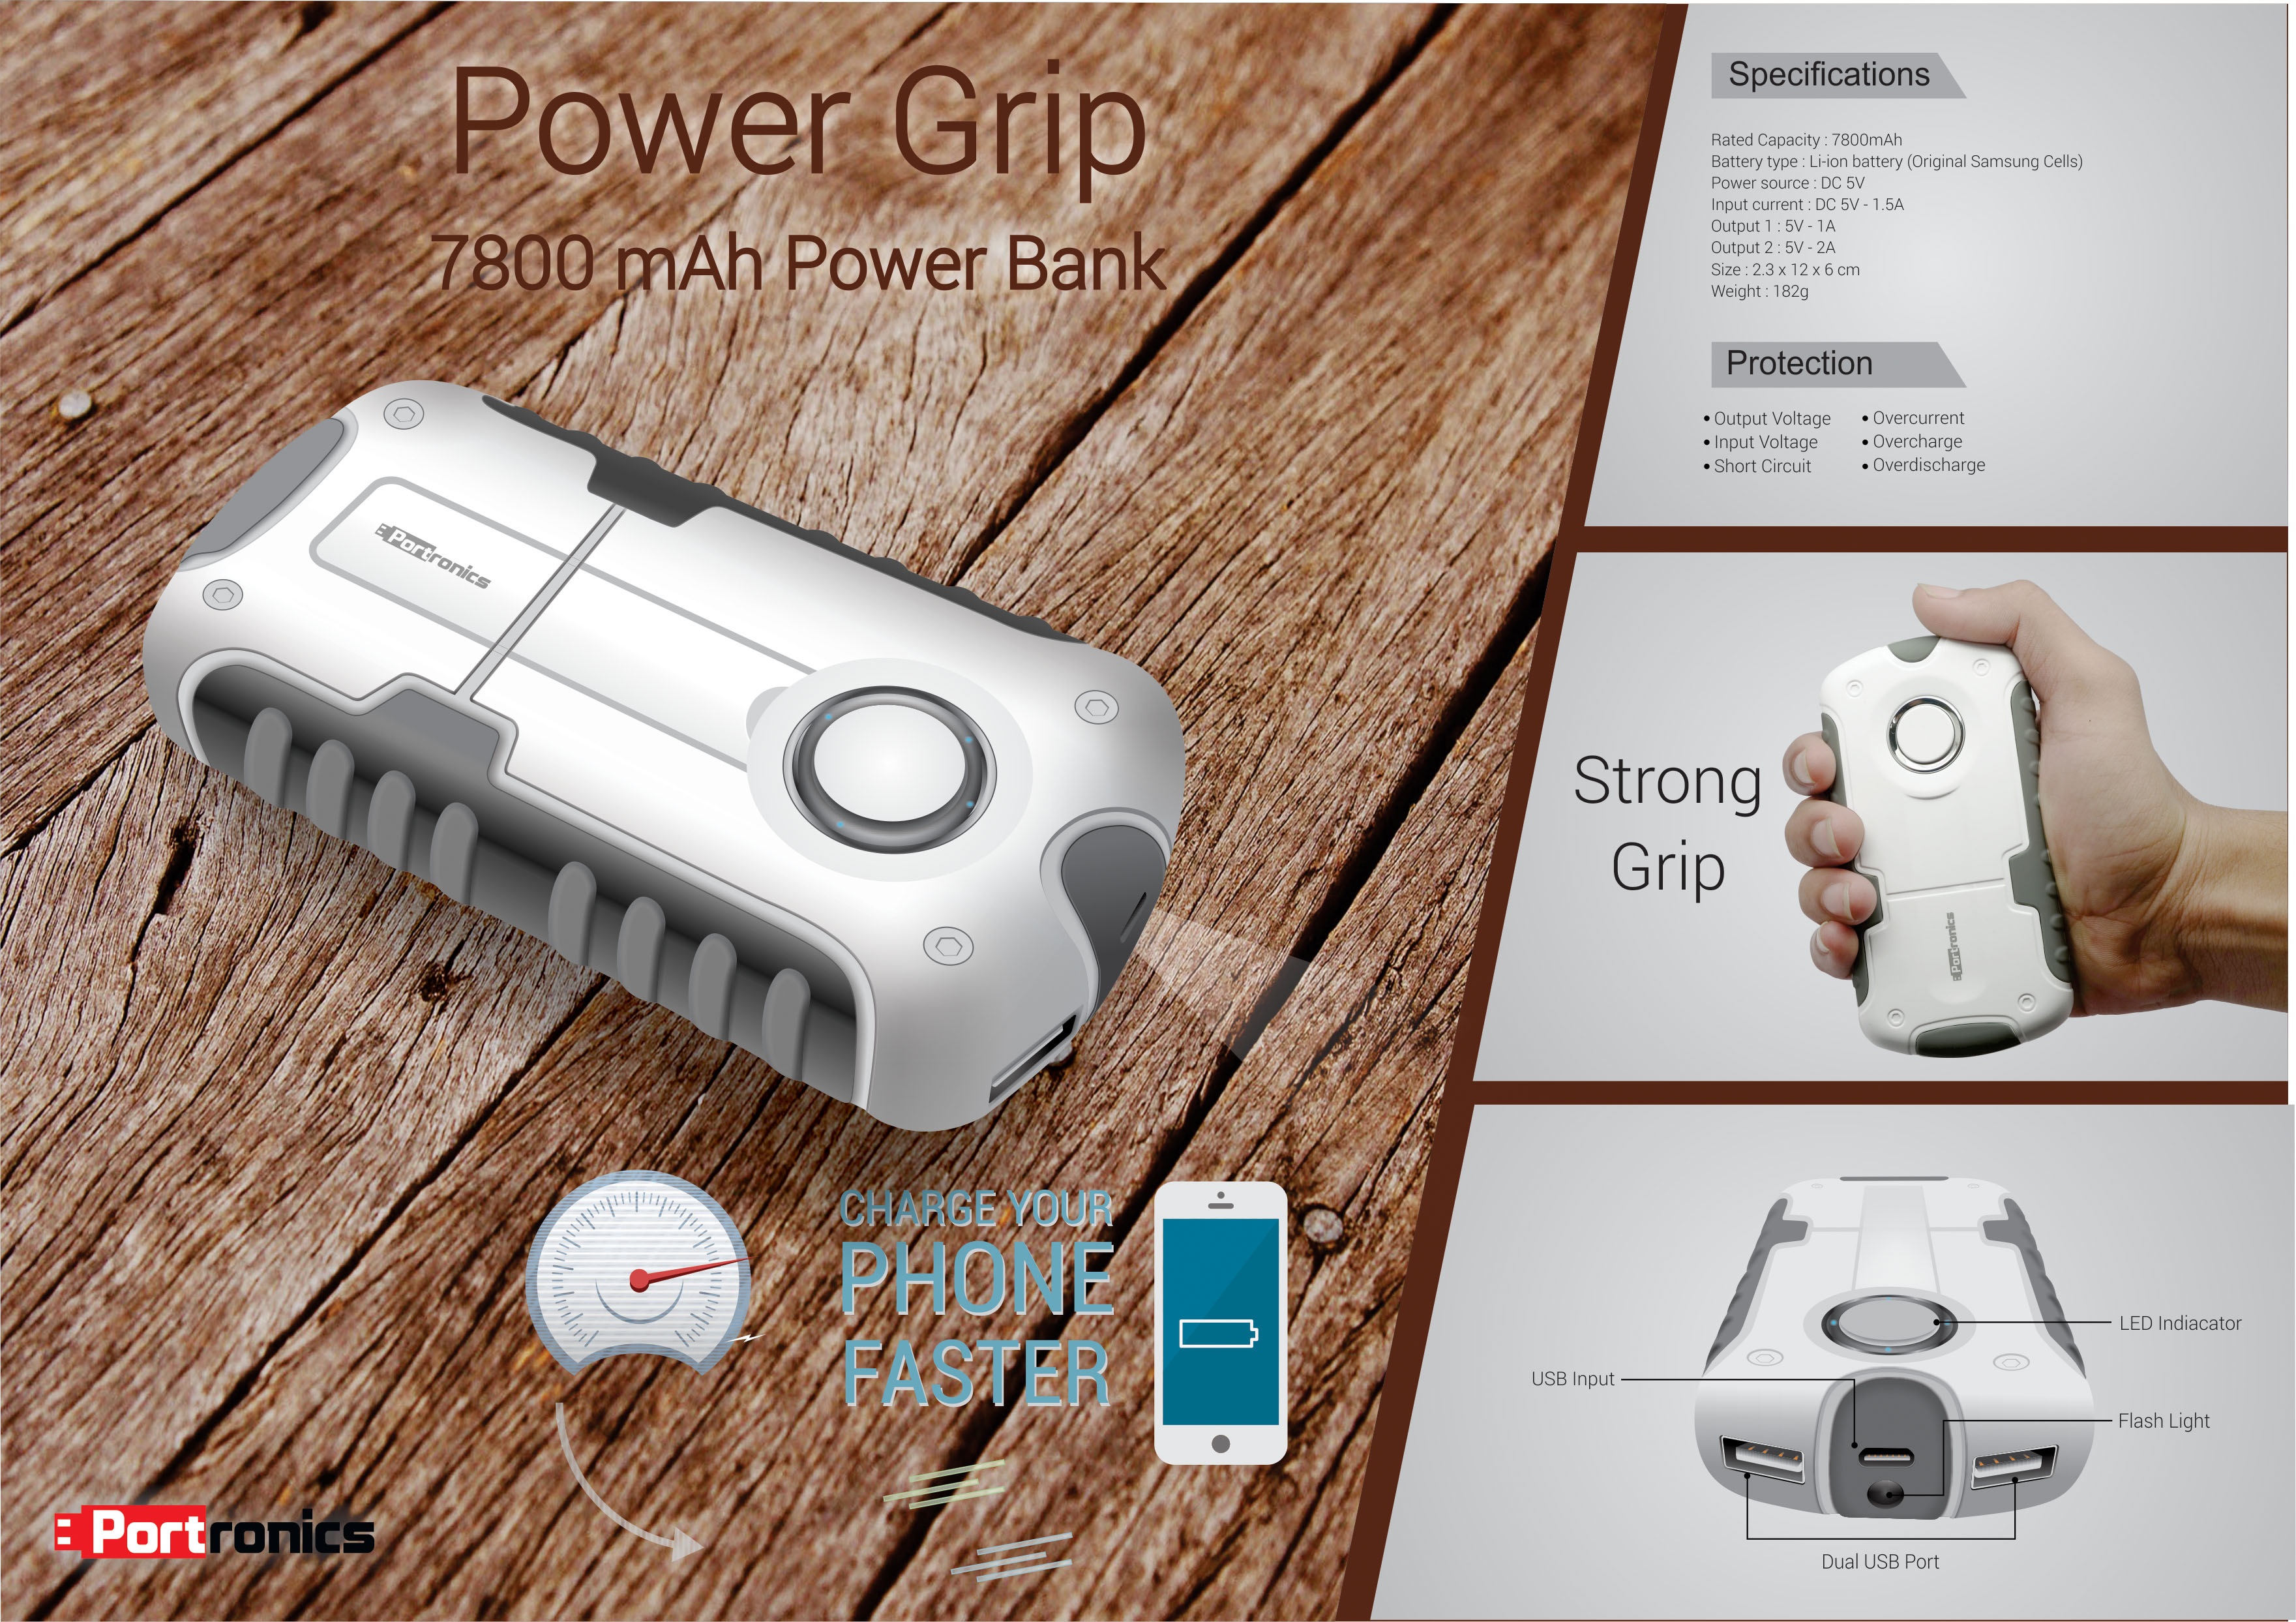 Power Grip
7800 mAh Power Bank
Portronics
CHARGE YOUR
PHONE
FASTER
Portronics
Specifications
Rated Capacity : 7800mAh
Battery type : Li-ion battery (Original Samsung Cells)
Power source : DC 5V
Input current : DC 5V - 1.5A
Output 1 : 5V - 1A
Output 2 : 5V - 2A
Size : 2.3 x 12 x 6 cm
Weight : 182g
Protection
• Output Voltage
• Input Voltage
• Short Circuit
• Overcurrent
• Overcharge
• Overdischarge
Strong
Grip
Portronics
LED Indiacator
USB Input
Flash Light
Dual USB Port